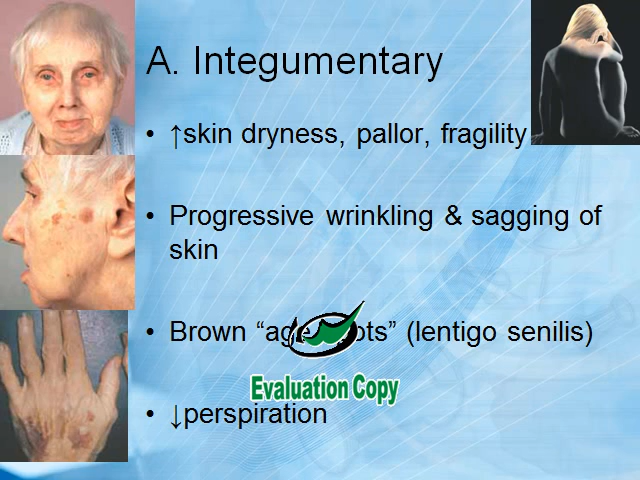 A. Integumentary
• ↑skin dryness, pallor, fragility
• Progressive wrinkling & sagging of
skin
• Brown “age spots” (lentigo senilis)
Evaluation Copy
• ↓perspiration